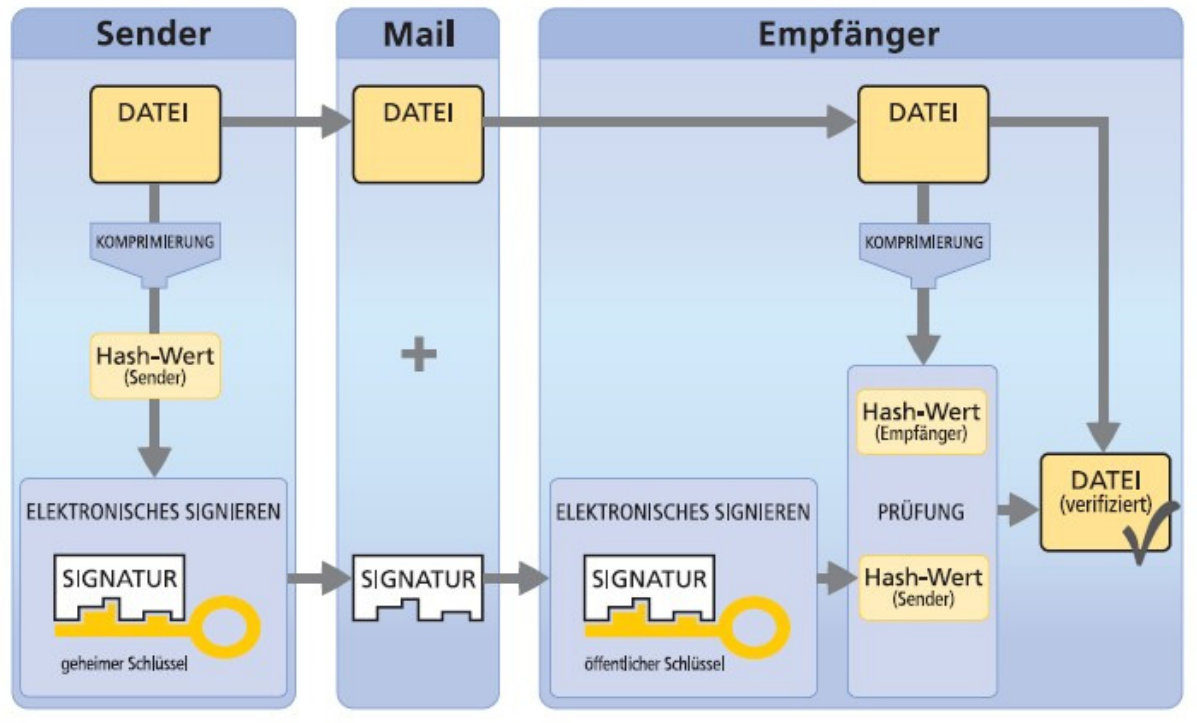 Sender
DATEI
KOMPRIMIERUNG
Hash-Wert
(Sender)
ELEKTRONISCHES SIGNIEREN
SIGNATUR
geheimer Schlüssel
Mail
DATEI
+
SIGNATUR
Empfänger
DATEI
KOMPRIMIERUNG
ELEKTRONISCHES SIGNIEREN
SIGNATUR
öffentlicher Schlüssel
Hash-Wert
(Empfänger)
PRÜFUNG
Hash-Wert
(Sender)
DATEI
(verifiziert)